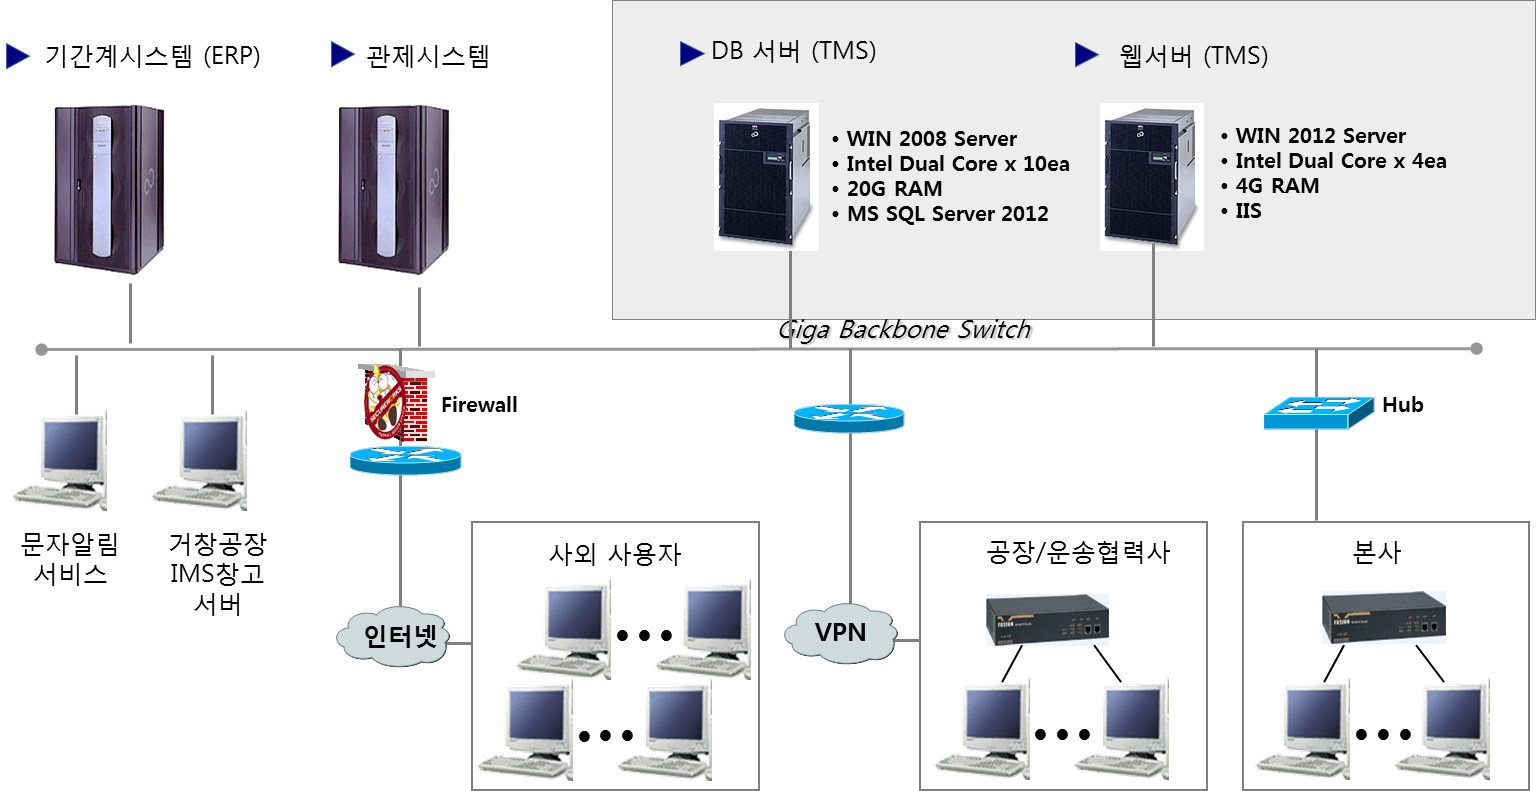 기간계시스템 (ERP)
관제시스템
DB 서버 (TMS)
웹서버 (TMS)
• WIN 2008 Server
• Intel Dual Core x 10ea
• 20G RAM
• MS SQL Server 2012
• WIN 2012 Server
• Intel Dual Core x 4ea
• 4G RAM
• IIS
Giga Backbone Switch
Firewall
Hub
문자알림
서비스
거창공장
IMS창고
서버
사외 사용자
공장/운송협력사
본사
인터넷
VPN
FUSION
FUSION